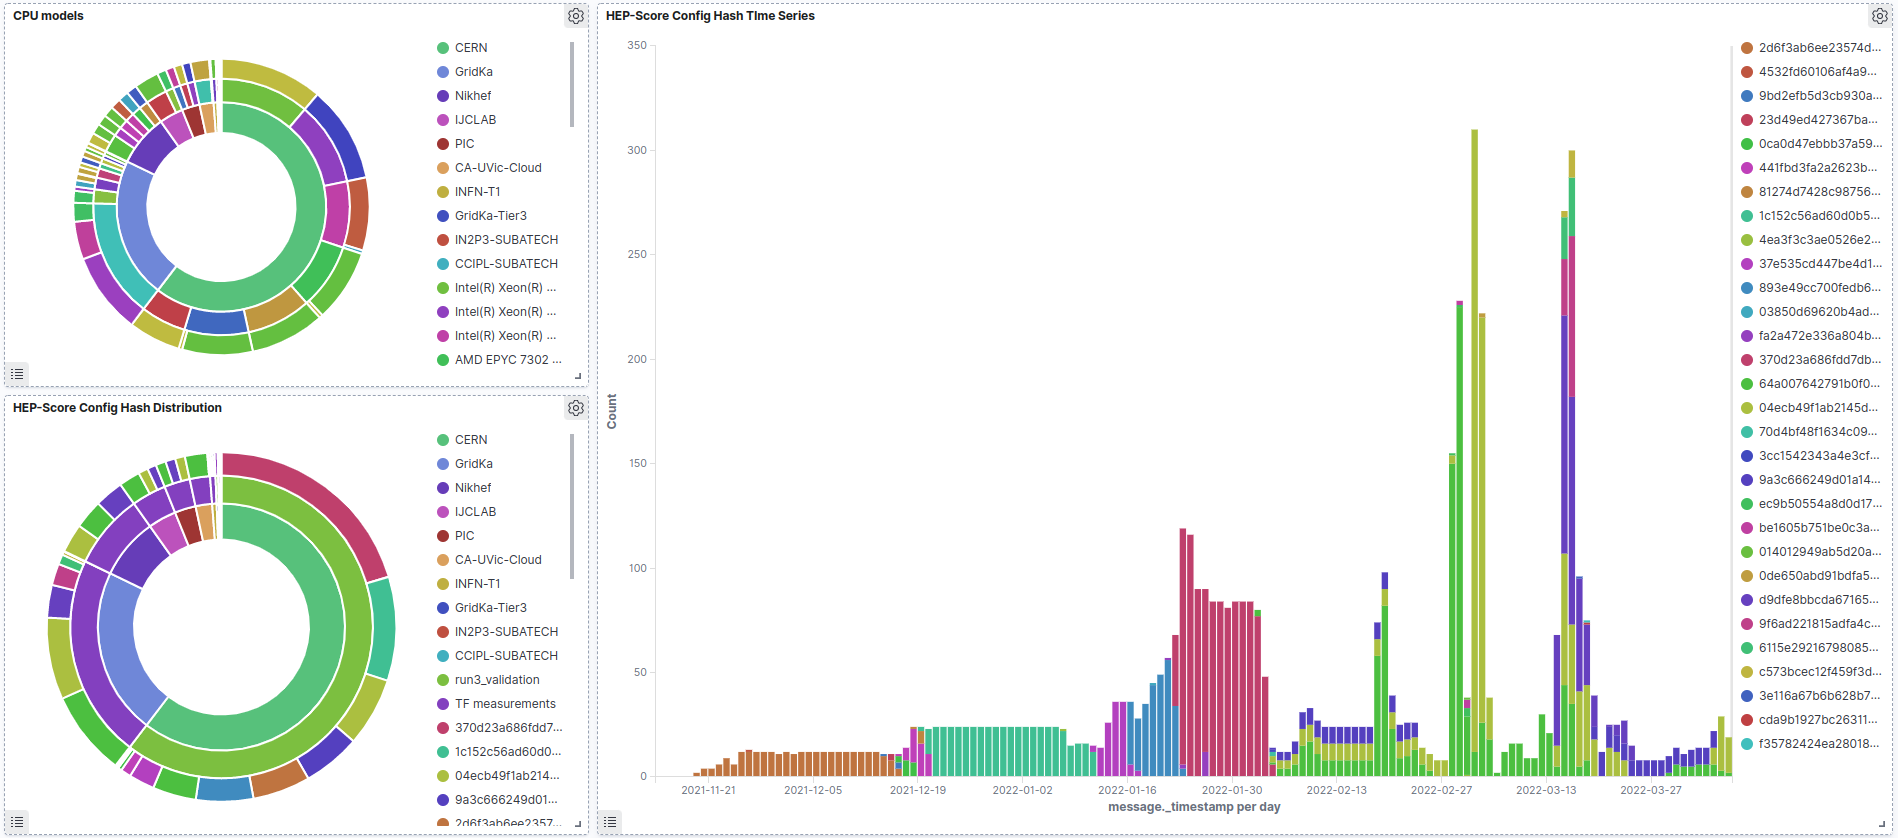 CPU models
CERN
GridKa
Nikhef
IJCLAB
PIC
CA-UVic-Cloud
INFN-T1
GridKa-Tier3
IN2P3-SUBATECH
CCIPL-SUBATECH
Intel(R) Xeon(R) ...
Intel(R) Xeon(R) ...
Intel(R) Xeon(R) ...
AMD EPYC 7302 ...
HEP-Score Config Hash Distribution
CERN
GridKa
Nikhef
IJCLAB
PIC
CA-UVic-Cloud
INFN-T1
GridKa-Tier3
IN2P3-SUBATECH
CCIPL-SUBATECH
run3_validation
TF measurements
370d23a686fdd7...
1c152c56ad60d0...
04ecb49f1ab214...
9a3c666249d01...
2d6f3ab6ee2357...
HEP-Score Config Hash TIme Series
350
300
250
200
150
100
50
0
Count
2021-11-21
2021-12-05
2021-12-19
2022-01-02
2022-01-16
2022-01-30
2022-02-13
2022-02-27
2022-03-13
2022-03-27
message._timestamp per day
2d6f3ab6ee23574d...
4532fd60106af4a9...
9bd2efb5d3cb930a...
23d49ed427367ba...
0ca0d47ebbb37a59...
441fbd3fa2a2623b...
81274d7428c98756...
1c152c56ad60d0b5...
4ea3f3c3ae0526e2...
37e535cd447be4d1...
893e49cc700fedb6...
03850d69620b4ad...
fa2a472e336a804b...
370d23a686fdd7db...
64a007642791b0f0...
04ecb49f1ab2145d...
70d4bf48f1634c09...
3cc1542343a4e3cf...
9a3c666249d01a14...
ec9b50554a8d0d17...
be1605b751be0c3a...
014012949ab5d20a...
0de650abd91bdfa5...
d9dfe8bbcda67165...
9f6ad221815adfa4c...
6115e29216798085...
c573bcec12f459f3d...
3e116a67b6b628b7...
cda9b1927bc26311...
f35782424ea28018...